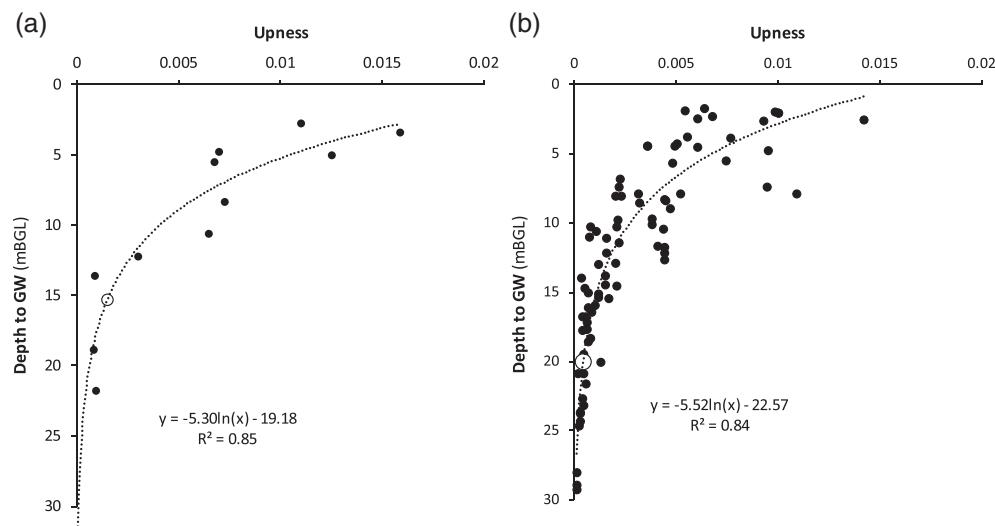 (a)
Upness
0 0.005 0.01 0.015 0.02
0
5
10
15
20
25
30
Depth to GW (mBGL)
y = -5.30ln(x) - 19.18
R² = 0.85
(b)
Upness
0 0.005 0.01 0.015 0.02
0
5
10
15
20
25
30
Depth to GW (mBGL)
y = -5.52ln(x) - 22.57
R² = 0.84